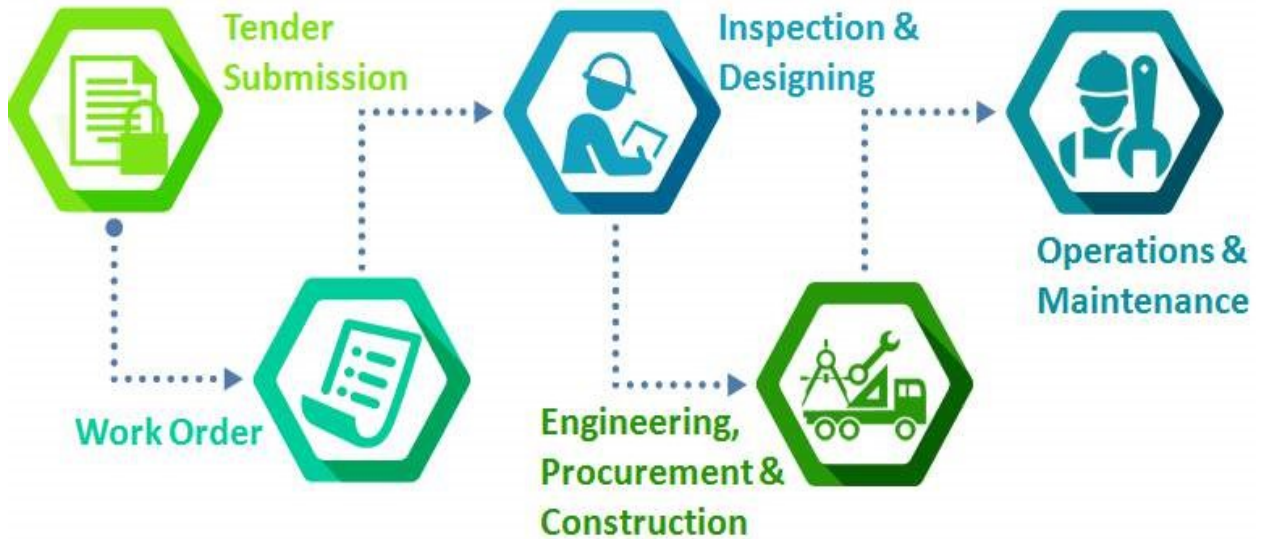 Tender
Submission
Work Order
Inspection &
Designing
Engineering,
Procurement &
Construction
Operations &
Maintenance